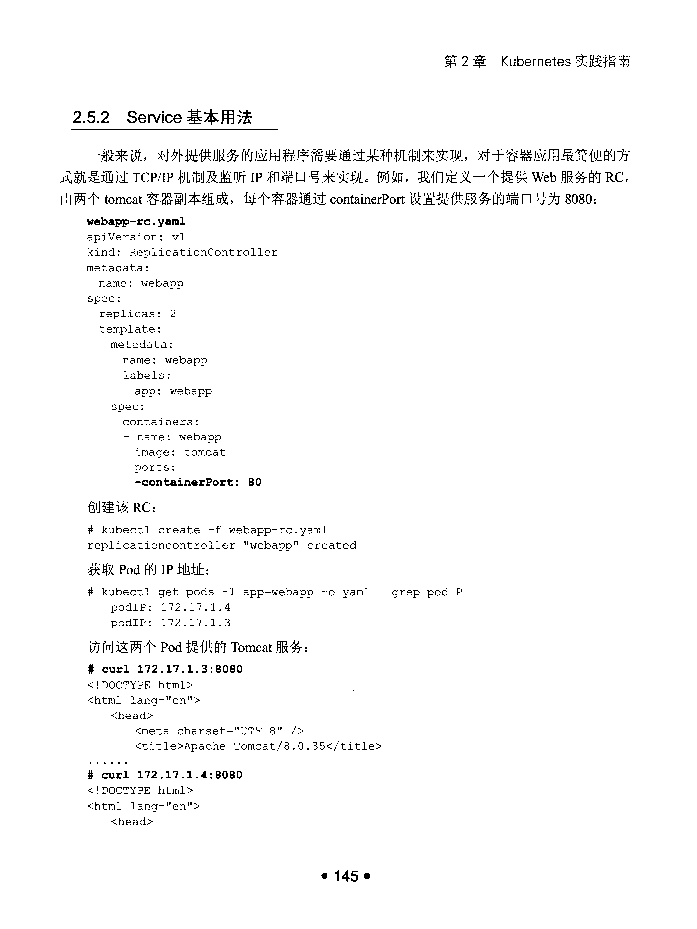 第 2 章 Kubernetes 实践指南
2.5.2 Service 基本用法
一般来说，对外提供服务的应用程序需要通过某种机制来实现，对于容器应用最简便的方
式就是通过 TCP/IP 机制及监听 IP 和端口号来实现。例如，我们定义一个提供 Web 服务的 RC，
由两个 tomcat 容器副本组成，每个容器通过 containerPort 设置提供服务的端口号为 8080：
webapp-rc.yaml
apiVersion: v1
kind: ReplicationController
metadata:
  name: webapp
spec:
  replicas: 2
  template:
    metadata:
      name: webapp
      labels:
        app: webapp
    spec:
      containers:
      - name: webapp
        image: tomcat
        ports:
        -containerPort: 80
创建该 RC：
# kubectl create -f webapp-rc.yaml
replicationcontroller "webapp" created
获取 Pod 的 IP 地址：
# kubectl get pods -l app=webapp -o yaml | grep podIP
    podIP: 172.17.1.4
    podIP: 172.17.1.3
访问这两个 Pod 提供的 Tomcat 服务：
# curl 172.17.1.3:8080
<!DOCTYPE html>
<html lang="en">
    <head>
        <meta charset="UTF-8" />
        <title>Apache Tomcat/8.0.35</title>
......
# curl 172.17.1.4:8080
<!DOCTYPE html>
<html lang="en">
    <head>
• 145 •